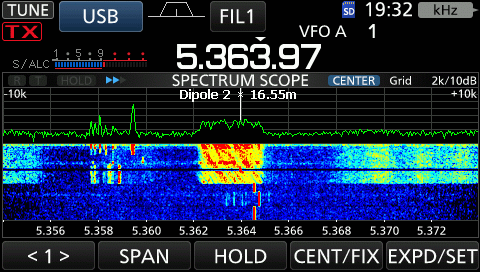 TUNE USB FIL1 SD 19:32 kHz
TX VFO A 1
S/ALC 1 5 9 5.363.97
R T HOLD SPECTRUM SCOPE CENTER Grid 2k/10dB
-10k Dipole 2 × 16.55m +10k
5.356 5.358 5.360 5.362 5.364 5.366 5.368 5.370 5.372
< 1 > SPAN HOLD CENT/FIX EXPD/SET